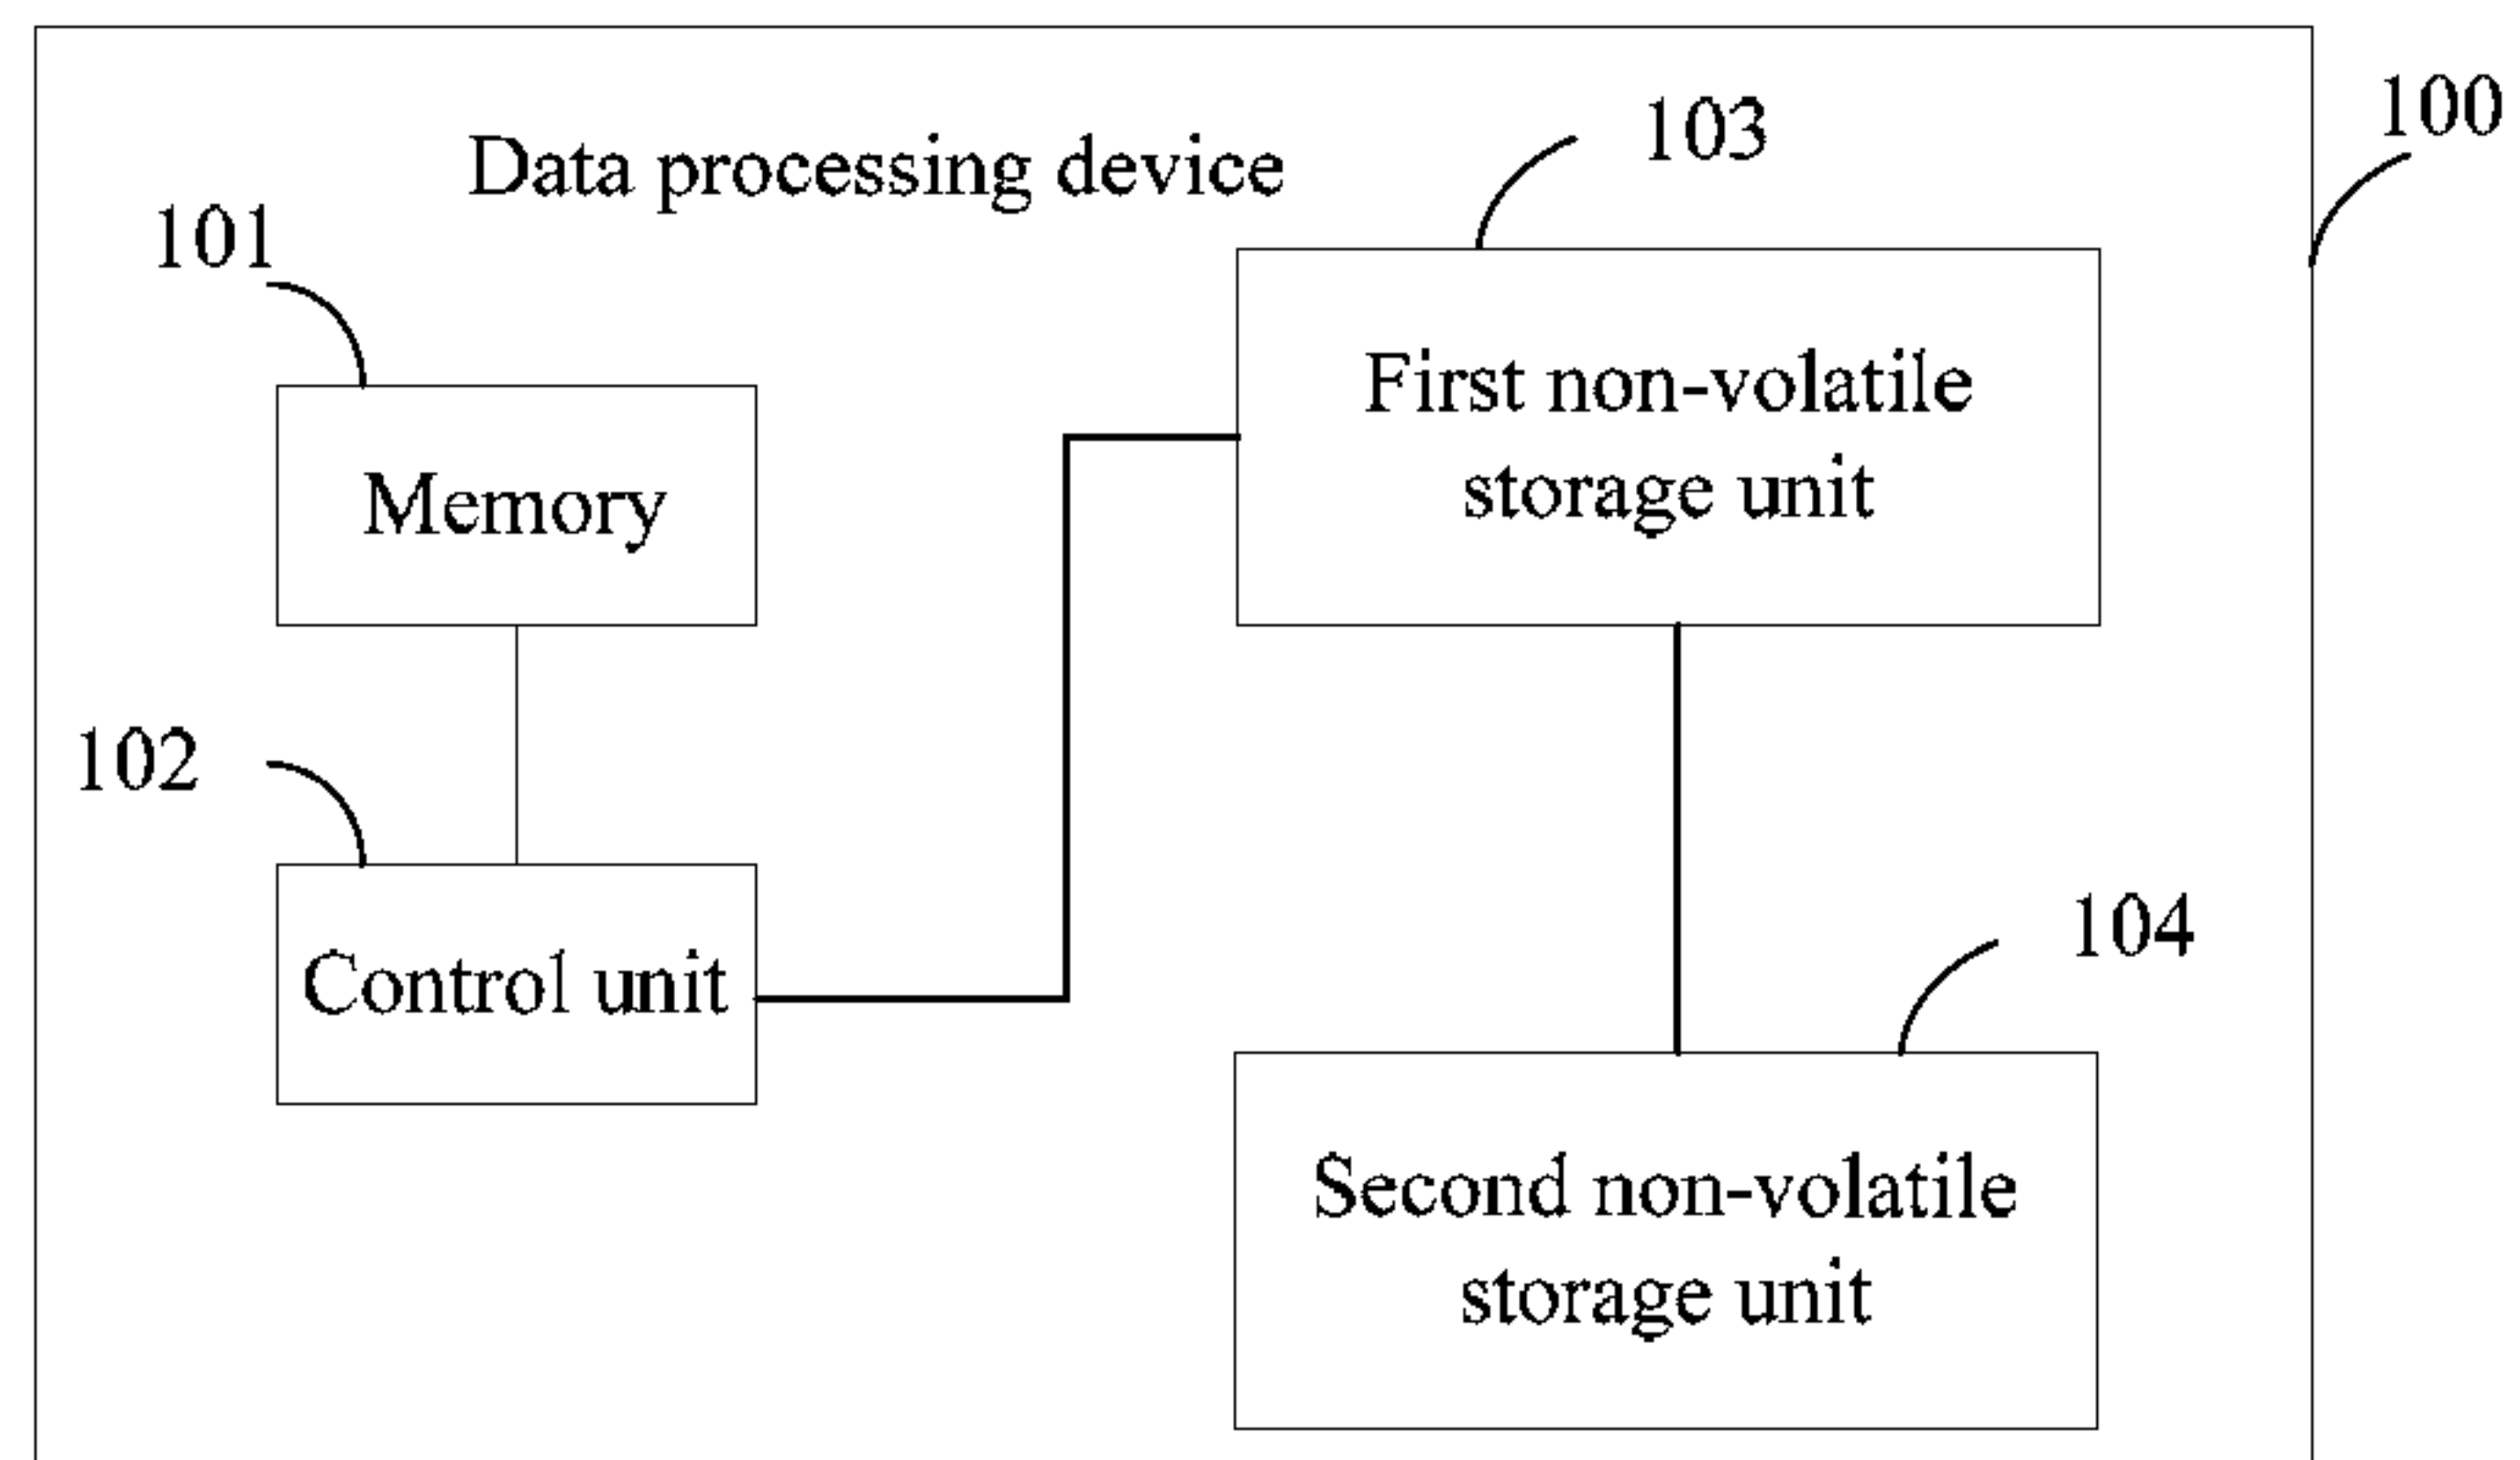 100
103
Data processing device
101
First non-volatile
storage unit
Memory
102
104
Control unit
Second non-volatile
storage unit